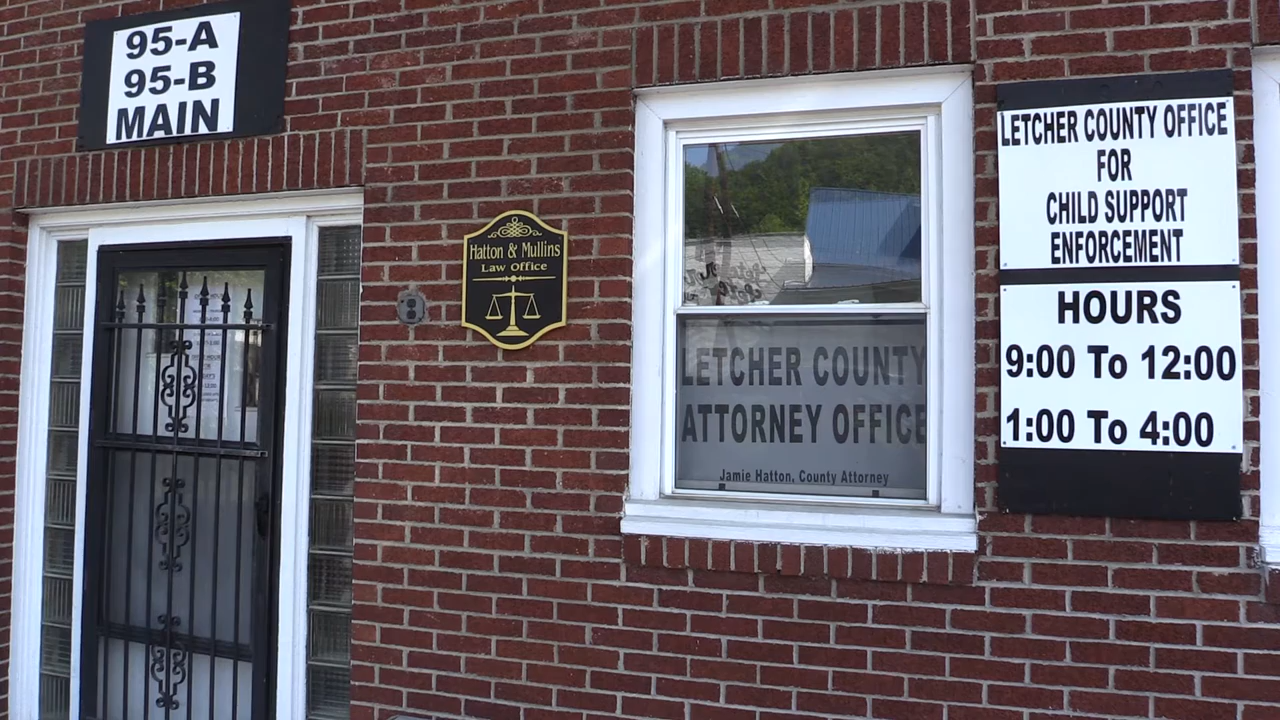 95-A
95-B
MAIN
Hatton & Mullins
Law Office
LETCHER COUNTY
ATTORNEY OFFICE
Jamie Hatton, County Attorney
LETCHER COUNTY OFFICE
FOR
CHILD SUPPORT
ENFORCEMENT
HOURS
9:00 To 12:00
1:00 To 4:00